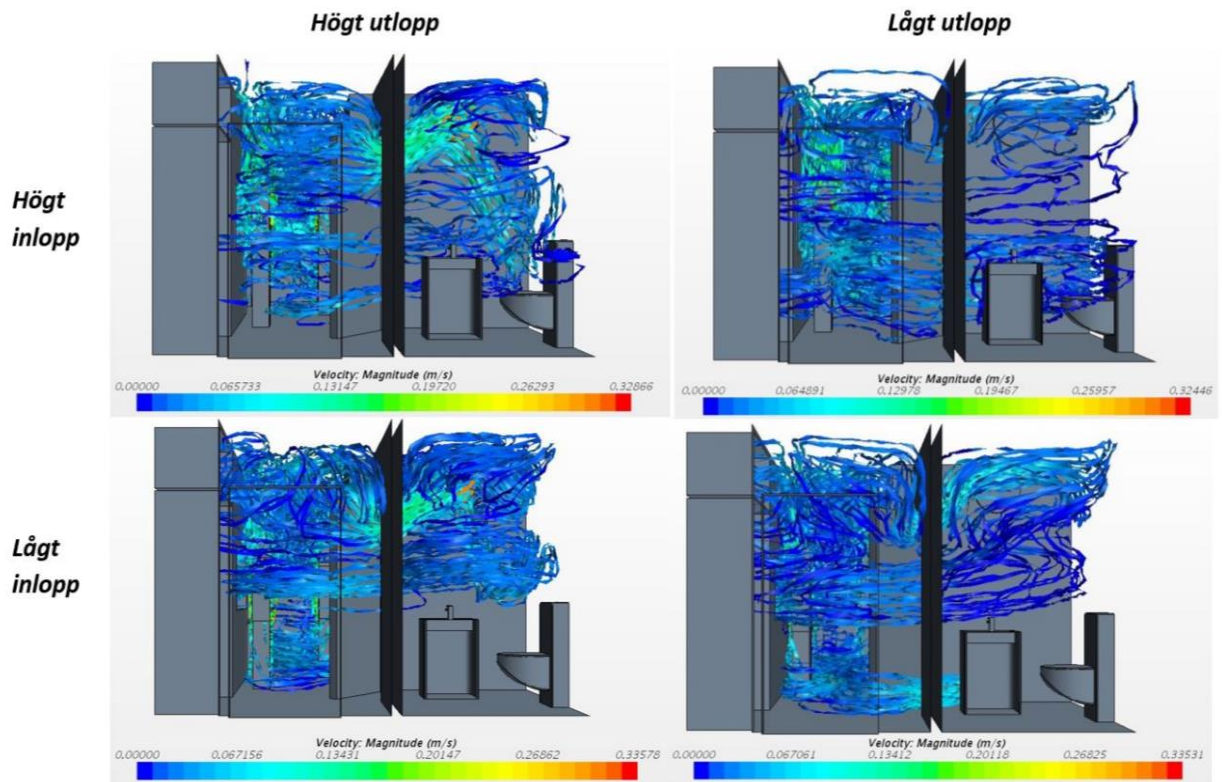 Högt utlopp
Lågt utlopp
Högt
inlopp
Velocity: Magnitude (m/s)
0.00000 0.065733 0.13147 0.19720 0.26293 0.32866
Velocity: Magnitude (m/s)
0.00000 0.064891 0.12978 0.19467 0.25957 0.32446
Lågt
inlopp
Velocity: Magnitude (m/s)
0.00000 0.067156 0.13431 0.20147 0.26862 0.33578
Velocity: Magnitude (m/s)
0.00000 0.067061 0.13412 0.20118 0.26825 0.33531